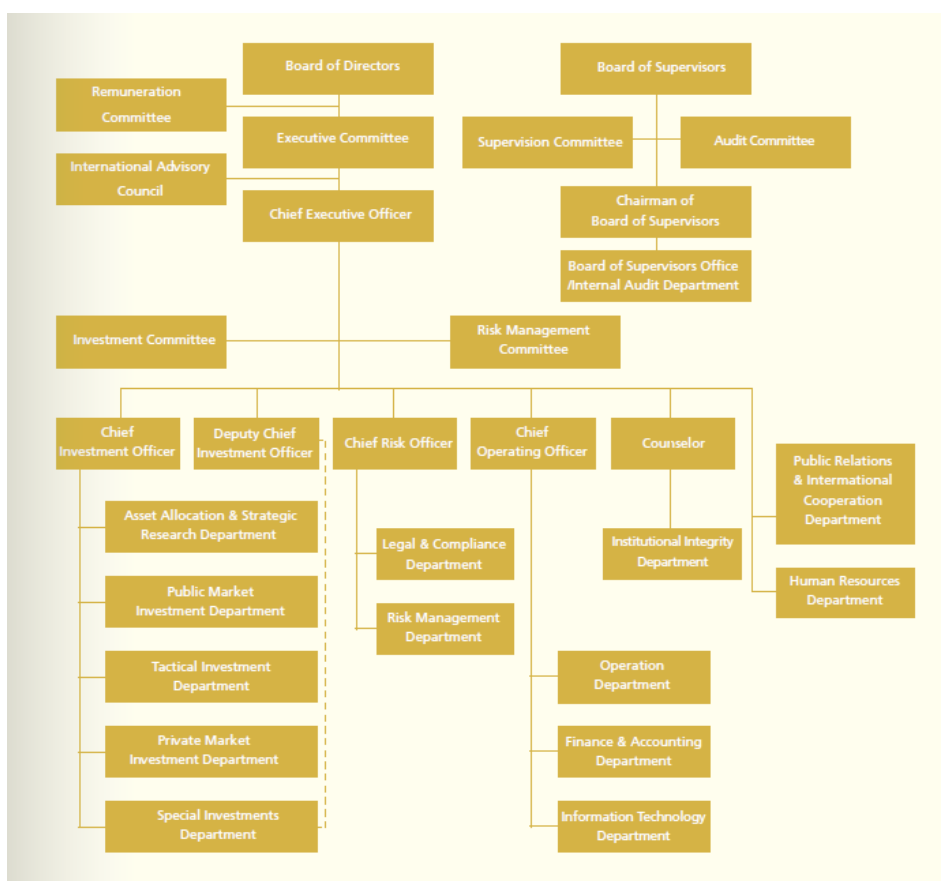 Board of Directors
Board of Supervisors
Remuneration
Committee
Executive Committee
Supervision Committee
Audit Committee
International Advisory
Council
Chief Executive Officer
Chairman of
Board of Supervisors
Board of Supervisors Office
/Internal Audit Department
Investment Committee
Risk Management
Committee
Chief
Investment Officer
Deputy Chief
Investment Officer
Chief Risk Officer
Chief
Operating Officer
Counselor
Public Relations
& International
Cooperation
Department
Asset Allocation & Strategic
Research Department
Legal & Compliance
Department
Institutional Integrity
Department
Human Resources
Department
Public Market
Investment Department
Risk Management
Department
Tactical Investment
Department
Operation
Department
Private Market
Investment Department
Finance & Accounting
Department
Special Investments
Department
Information Technology
Department